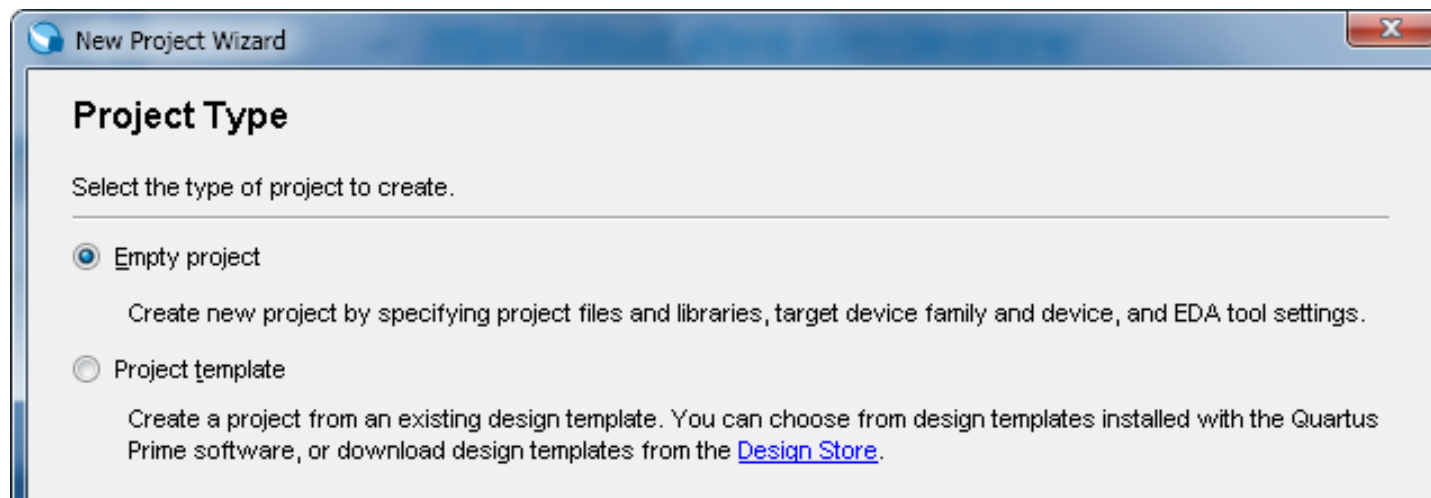 New Project Wizard
Project Type
Select the type of project to create.
Empty project
Create new project by specifying project files and libraries, target device family and device, and EDA tool settings.
Project template
Create a project from an existing design template. You can choose from design templates installed with the Quartus
Prime software, or download design templates from the Design Store.